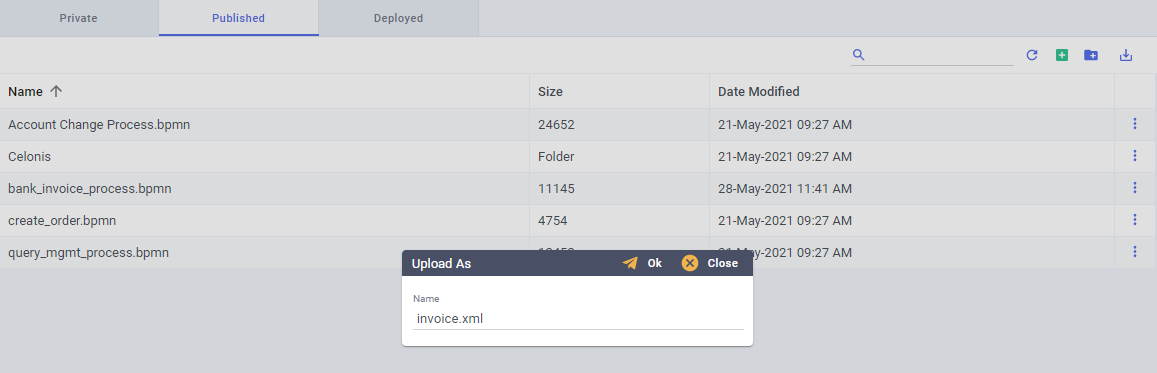 Private Published Deployed
Name Size Date Modified
Account Change Process.bpmn 24652 21-May-2021 09:27 AM
Celonis Folder 21-May-2021 09:27 AM
bank_invoice_process.bpmn 11145 28-May-2021 11:41 AM
create_order.bpmn 4754 21-May-2021 09:27 AM
query_mgmt_process.bpmn 21-May-2021 09:27 AM
Upload As Ok Close
Name
invoice.xml